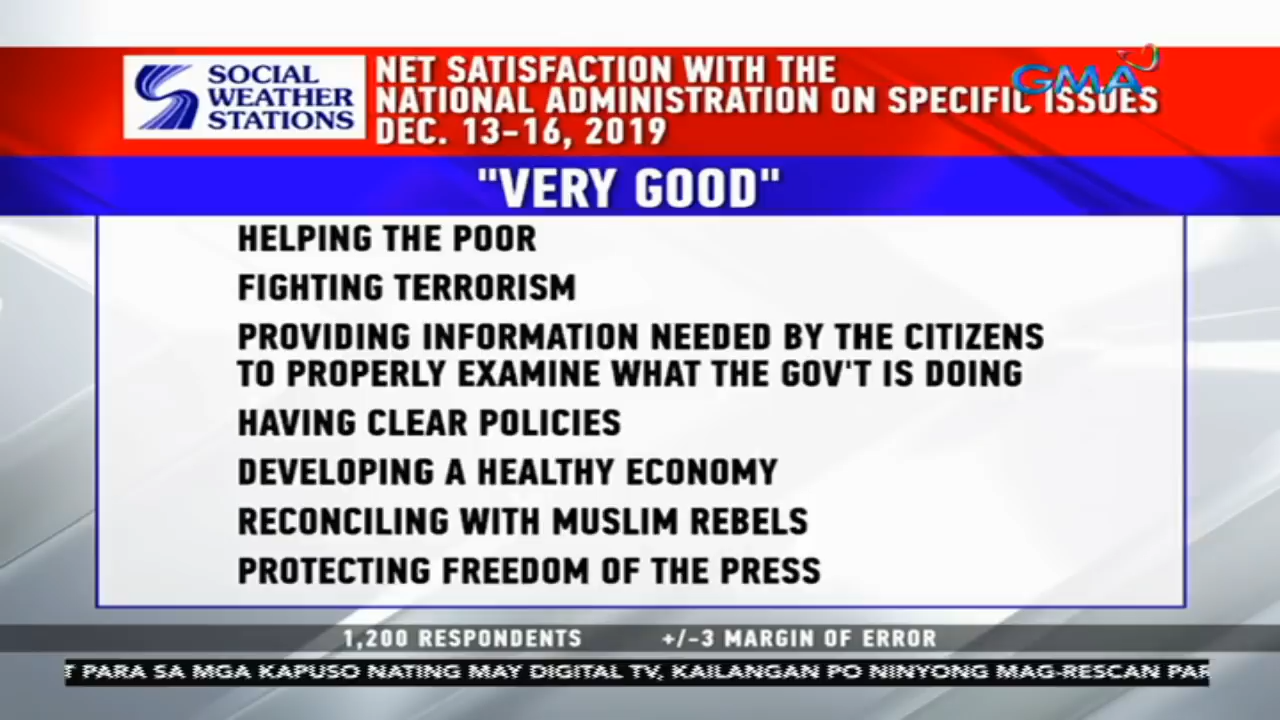 SOCIAL
WEATHER
STATIONS
NET SATISFACTION WITH THE
NATIONAL ADMINISTRATION ON SPECIFIC ISSUES
DEC. 13-16, 2019
GMA
"VERY GOOD"
HELPING THE POOR
FIGHTING TERRORISM
PROVIDING INFORMATION NEEDED BY THE CITIZENS
TO PROPERLY EXAMINE WHAT THE GOV'T IS DOING
HAVING CLEAR POLICIES
DEVELOPING A HEALTHY ECONOMY
RECONCILING WITH MUSLIM REBELS
PROTECTING FREEDOM OF THE PRESS
1,200 RESPONDENTS +/-3 MARGIN OF ERROR
PARA SA MGA KAPUSO NATING MAY DIGITAL TV, KAILANGAN PO NINYONG MAG-RESCAN